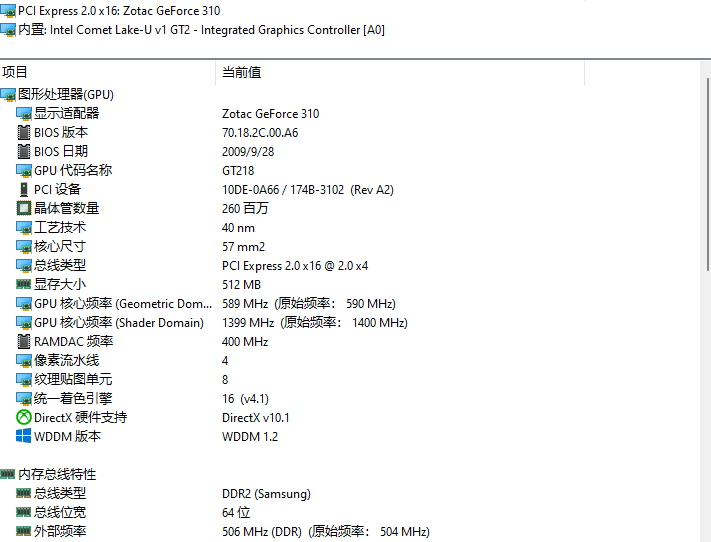 PCI Express 2.0 x16: Zotac GeForce 310
内置: Intel Comet Lake-U v1 GT2 - Integrated Graphics Controller [A0]
项目 当前值
图形处理器(GPU)
显示适配器 Zotac GeForce 310
BIOS 版本 70.18.2C.00.A6
BIOS 日期 2009/9/28
GPU 代码名称 GT218
PCI 设备 10DE-0A66 / 174B-3102 (Rev A2)
晶体管数量 260 百万
工艺技术 40 nm
核心尺寸 57 mm2
总线类型 PCI Express 2.0 x16 @ 2.0 x4
显存大小 512 MB
GPU 核心频率 (Geometric Dom... 589 MHz (原始频率: 590 MHz)
GPU 核心频率 (Shader Domain) 1399 MHz (原始频率: 1400 MHz)
RAMDAC 频率 400 MHz
像素流水线 4
纹理贴图单元 8
统一着色引擎 16 (v4.1)
DirectX 硬件支持 DirectX v10.1
WDDM 版本 WDDM 1.2
内存总线特性
总线类型 DDR2 (Samsung)
总线位宽 64 位
外部频率 506 MHz (DDR) (原始频率: 504 MHz)